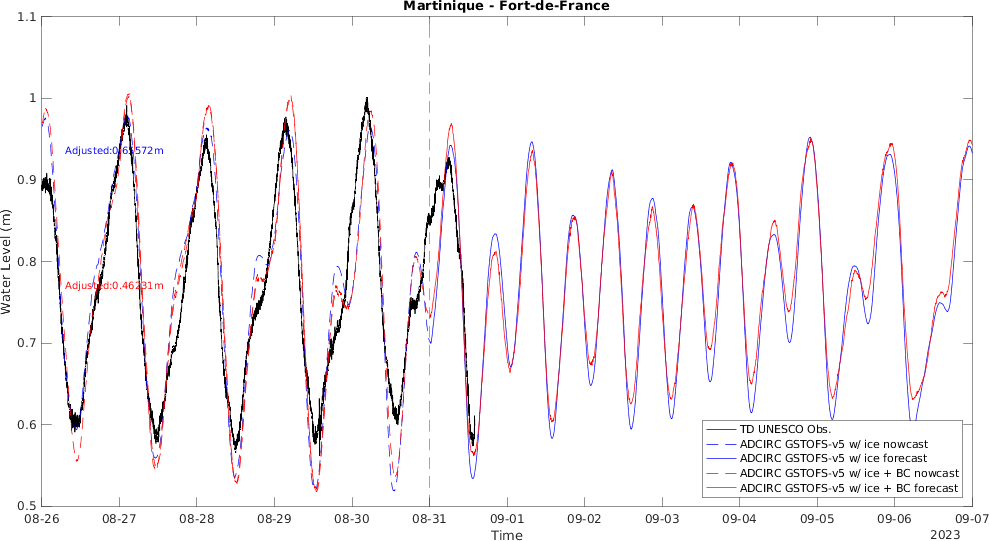 Martinique - Fort-de-France
1.1
1
0.9
0.8
0.7
0.6
0.5
Water Level (m)
Adjusted:0.65572m
Adjusted:0.46231m
TD UNESCO Obs.
ADCIRC GSTOFS-v5 w/ ice nowcast
ADCIRC GSTOFS-v5 w/ ice forecast
ADCIRC GSTOFS-v5 w/ ice + BC nowcast
ADCIRC GSTOFS-v5 w/ ice + BC forecast
08-26 08-27 08-28 08-29 08-30 08-31 09-01 09-02 09-03 09-04 09-05 09-06 09-07
Time
2023